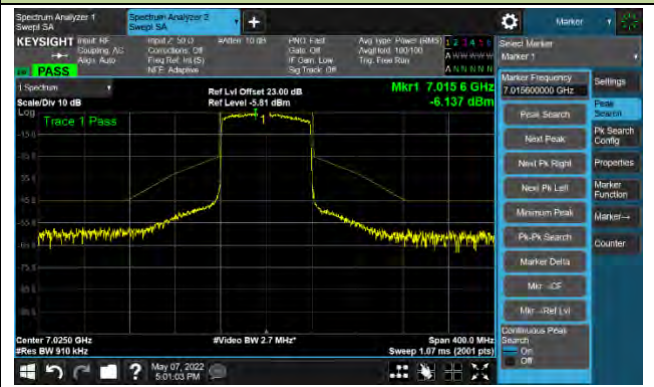 Spectrum Analyzer 1
Swept SA
Spectrum Analyzer 2
Swept SA
+
Marker
KEYSIGHT Input: RF
Coupling: AC
Align: Auto
Input Z: 50 Ω
Corrections: Off
Freq Ref: Int (S)
NFE: Adaptive
#Atten: 10 dB
PNO: Fast
Gate: Off
IF Gain: Low
Sig Track: Off
Avg Type: Power (RMS)
Avg|Hold: 100/100
Trig: Free Run
1 2 3 4 5 6
A W W W W W
A N N N N N
PASS
Select Marker
Marker 1
1 Spectrum
Scale/Div 10 dB
Ref Lvl Offset 23.00 dB
Ref Level -5.81 dBm
Mkr1 7.015 6 GHz
-6.137 dBm
Log
Trace 1 Pass
1
Marker Frequency
7.015600000 GHz
Peak Search
Next Peak
Next Pk Right
Next Pk Left
Minimum Peak
Pk-Pk Search
Marker Delta
Mkr→CF
Mkr→Ref Lvl
Continuous Peak
Search
On
Off
Settings
Peak
Search
Pk Search
Config
Properties
Marker
Function
Marker→
Counter
Center 7.0250 GHz
#Res BW 910 kHz
#Video BW 2.7 MHz*
Span 400.0 MHz
Sweep 1.07 ms (2001 pts)
?
May 07, 2022
5:01:03 PM